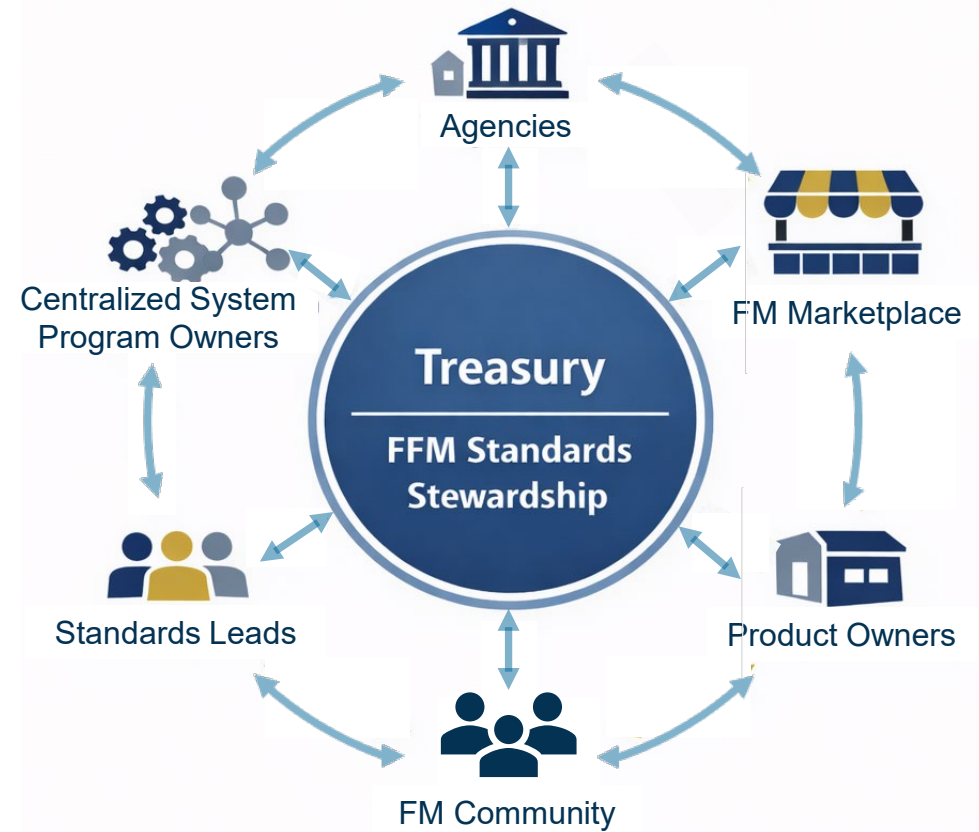 Agencies
Centralized System
Program Owners
FM Marketplace
Treasury
FFM Standards
Stewardship
Standards Leads
Product Owners
FM Community